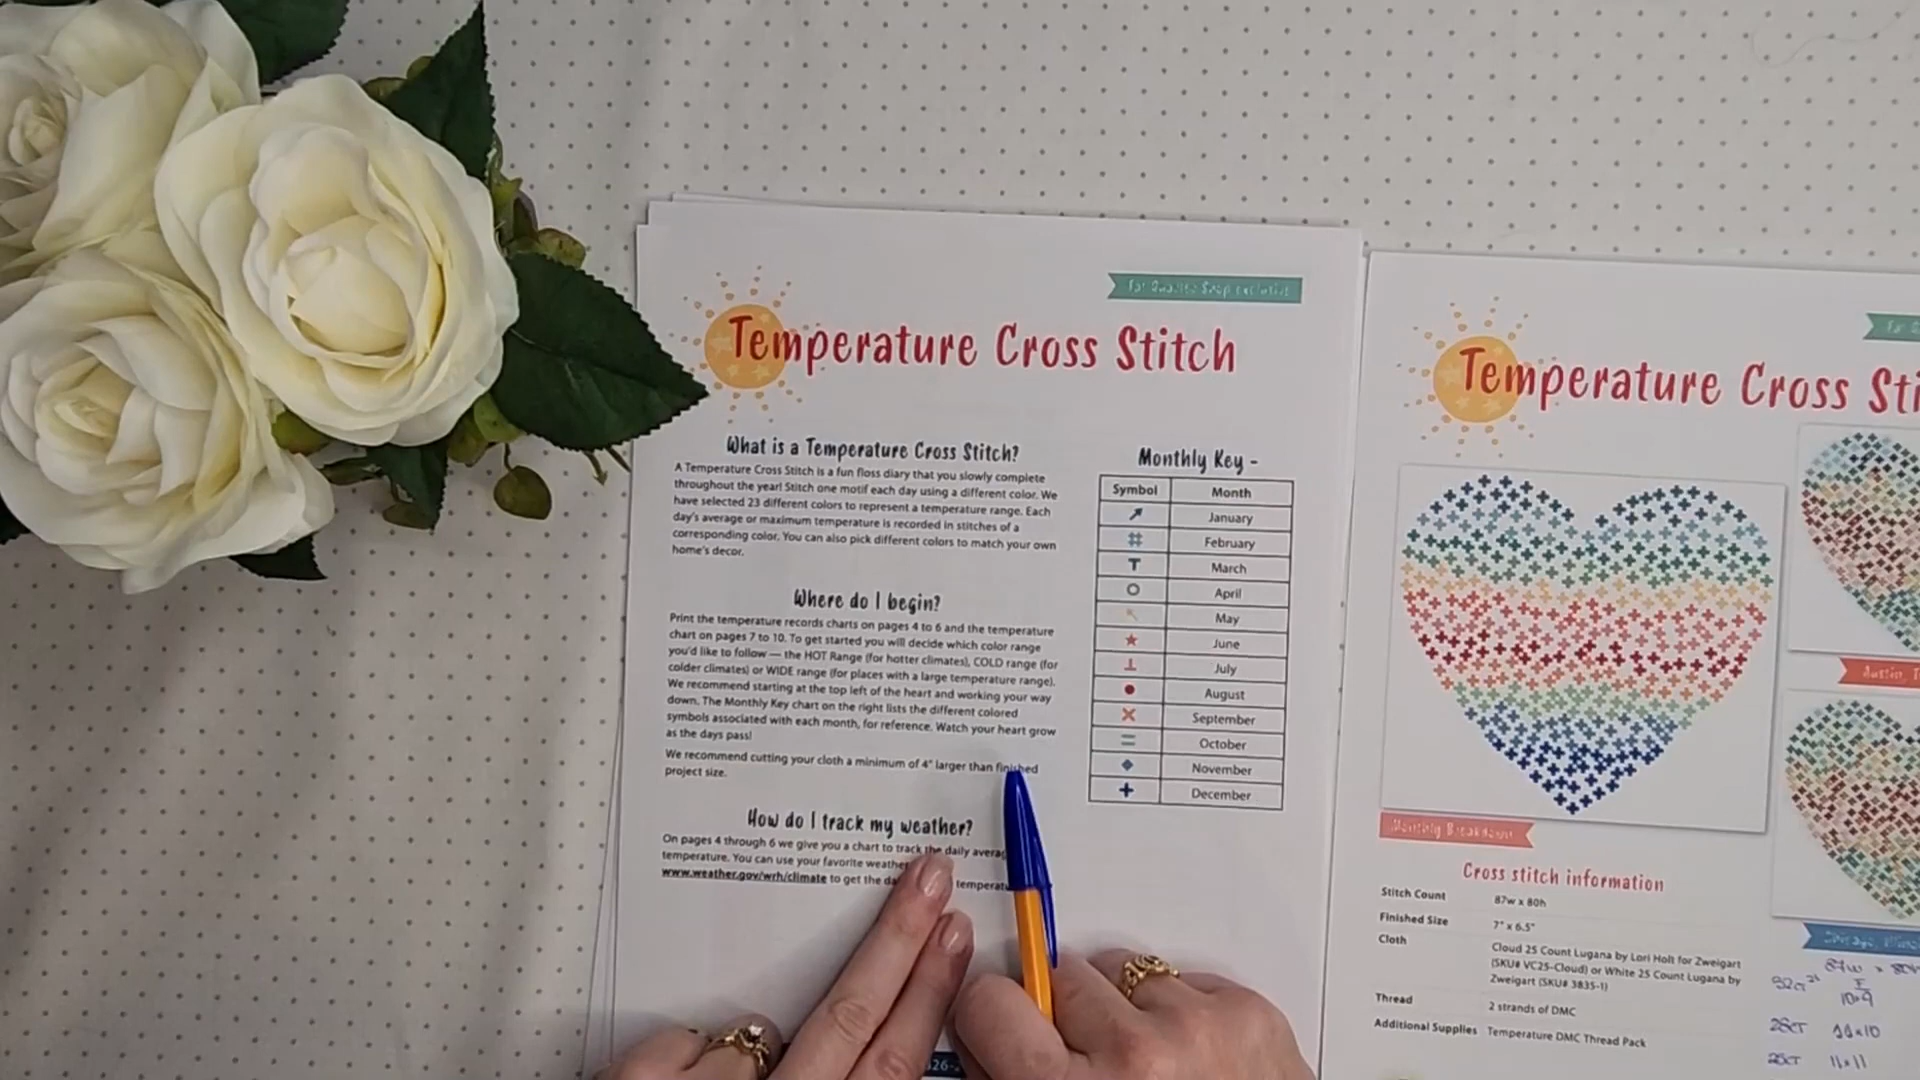 For Quarter Shop exclusive
Temperature Cross Stitch
What is a Temperature Cross Stitch?
A Temperature Cross Stitch is a fun floss diary that you slowly complete
throughout the year! Stitch one motif each day using a different color. We
have selected 23 different colors to represent a temperature range. Each
day's average or maximum temperature is recorded in stitches of a
corresponding color. You can also pick different colors to match your own
home's decor.
Where do I begin?
Print the temperature records charts on pages 4 to 6 and the temperature
chart on pages 7 to 10. To get started you will decide which color range
you'd like to follow — the HOT Range (for hotter climates), COLD range (for
colder climates) or WIDE range (for places with a large temperature range).
We recommend starting at the top left of the heart and working your way
down. The Monthly Key chart on the right lists the different colored
symbols associated with each month, for reference. Watch your heart grow
as the days pass!
We recommend cutting your cloth a minimum of 4" larger than finished
project size.
How do I track my weather?
On pages 4 through 6 we give you a chart to track the daily
temperature. You can use your favorite
www.weather.gov/wrh/climate to get the
Monthly Key -
Symbol Month
January
February
March
April
May
June
July
August
September
October
November
December
Temperature Cross
Monthly Breakdown
Cross stitch information
Stitch Count 87w x 80h
Finished Size 7" x 6.5"
Cloth Cloud 25 Count Lugana by Lori Holt for Zweigart
(SKU# VC25-Cloud) or White 25 Count Lugana by
Zweigart (SKU# 3835-1)
Thread 2 strands of DMC
Additional Supplies Temperature DMC Thread Pack
Austin,
10x9
28ct 11x10
25ct 11x11